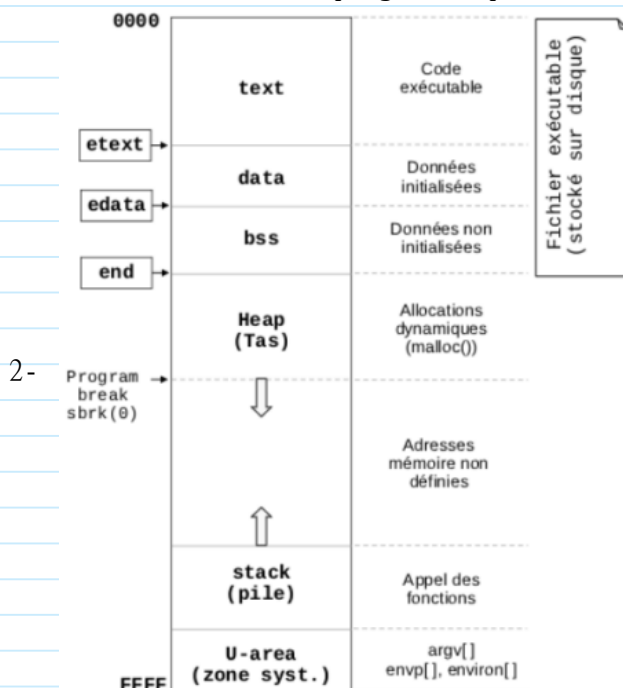 0000
text
Code
exécutable
etext
data
Données
initialisées
edata
bss
Données non
initialisées
end
Fichier exécutable
(stocké sur disque)
Heap
(Tas)
Allocations
dynamiques
(malloc())
2-
Program
break
sbrk(0)
Adresses
mémoire non
définies
stack
(pile)
Appel des
fonctions
U-area
(zone syst.)
argv[]
envp[], environ[]
FFFF